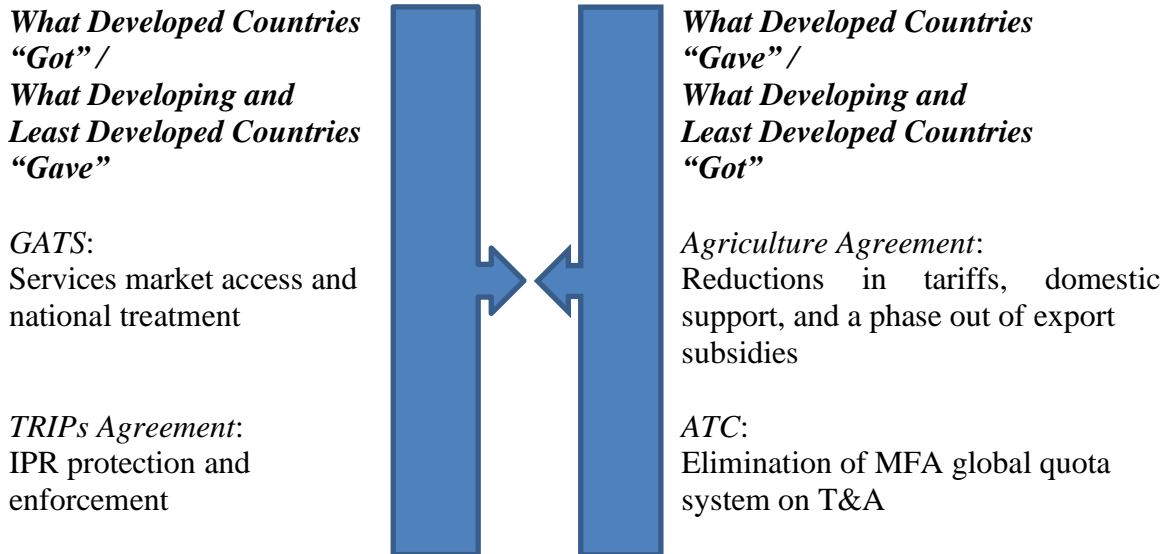 What Developed Countries
“Got” /
What Developing and
Least Developed Countries
“Gave”
GATS:
Services market access and
national treatment
TRIPs Agreement:
IPR protection and
enforcement
What Developed Countries
“Gave” /
What Developing and
Least Developed Countries
“Got”
Agriculture Agreement:
Reductions in tariffs, domestic
support, and a phase out of export
subsidies
ATC:
Elimination of MFA global quota
system on T&A